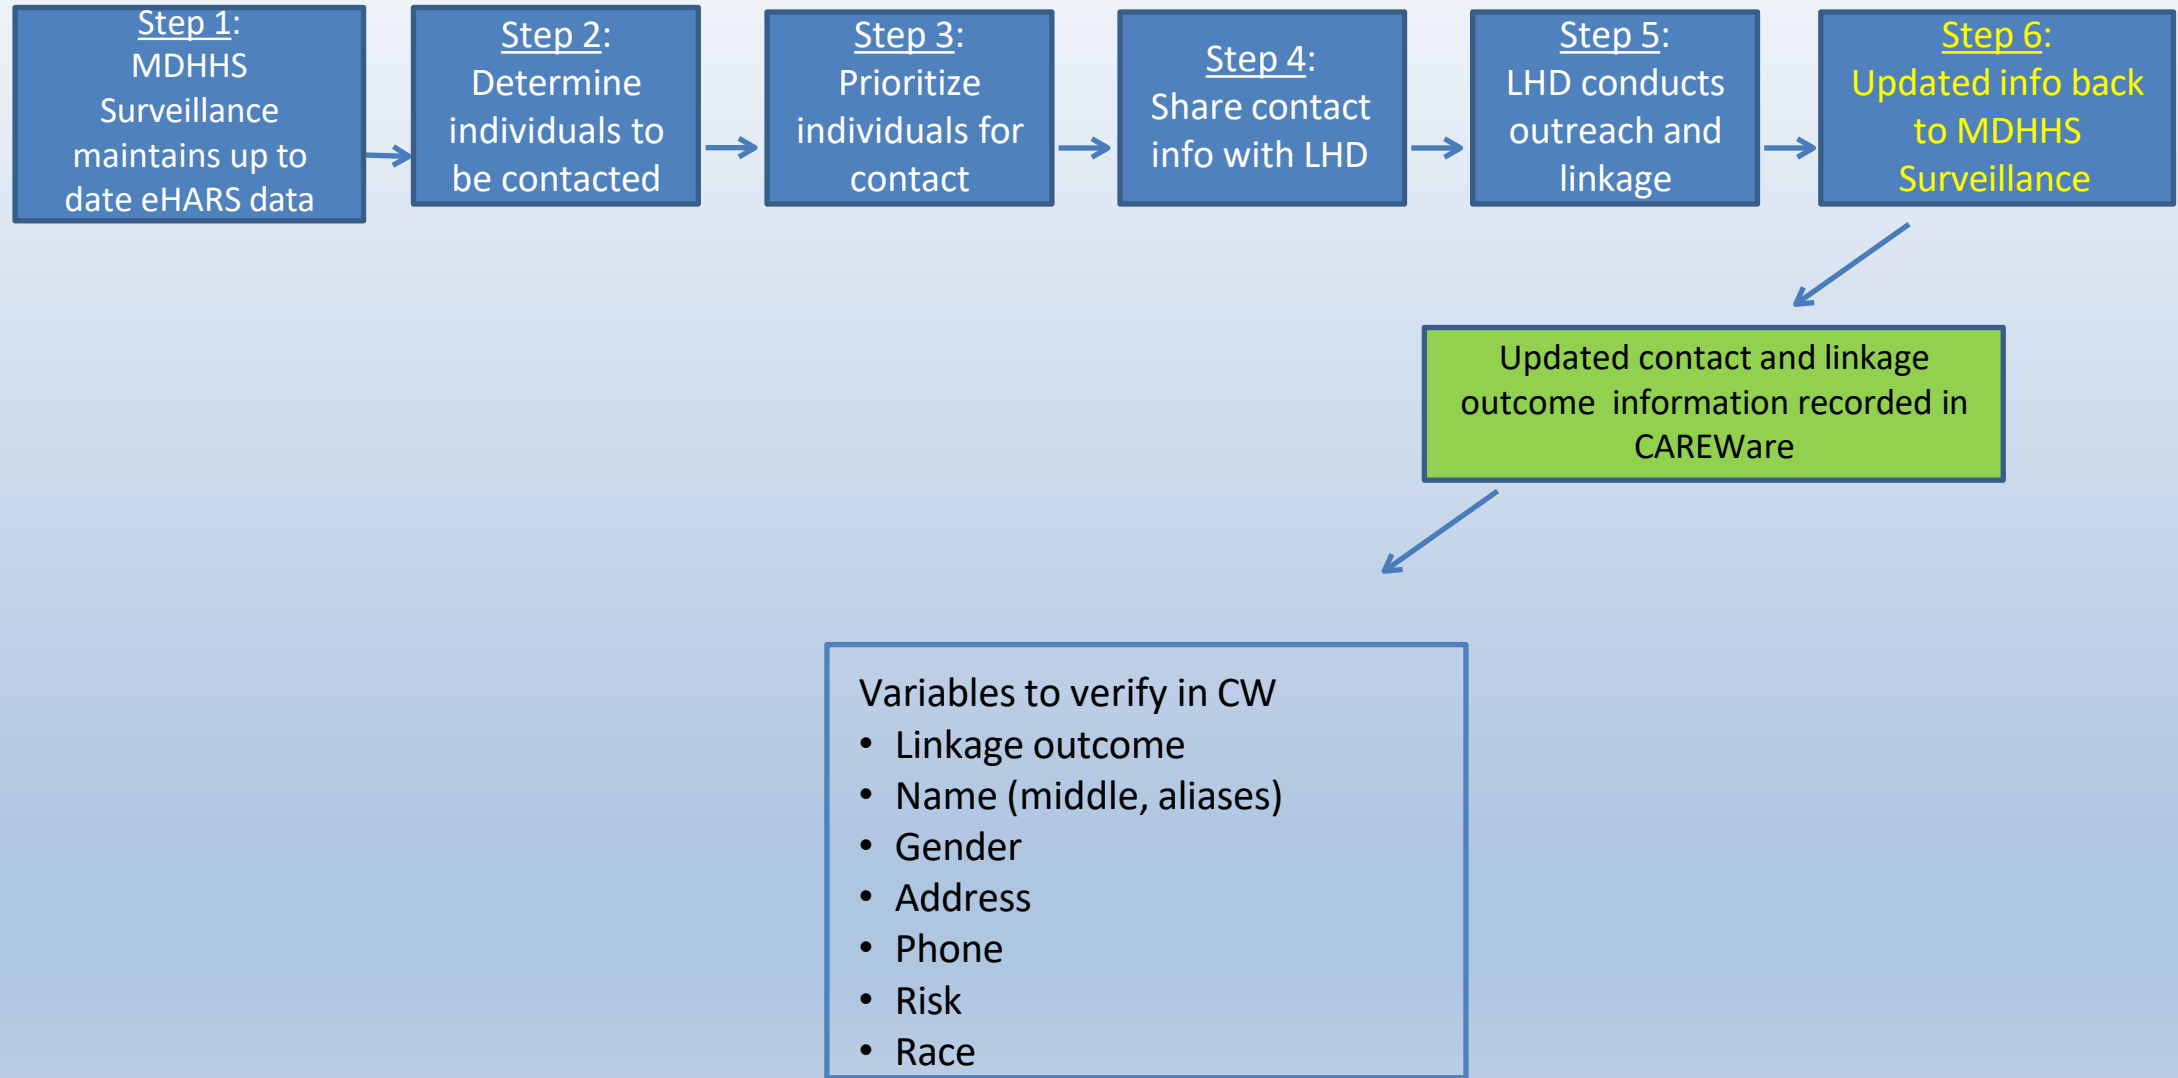 Step 1:
MDHHS
Surveillance
maintains up to
date eHARS data
Step 2:
Determine
individuals to
be contacted
Step 3:
Prioritize
individuals for
contact
Step 4:
Share contact
info with LHD
Step 5:
LHD conducts
outreach and
linkage
Step 6:
Updated info back
to MDHHS
Surveillance
Updated contact and linkage
outcome  information recorded in
CAREWare
Variables to verify in CW
• Linkage outcome
• Name (middle, aliases)
• Gender
• Address
• Phone
• Risk
• Race